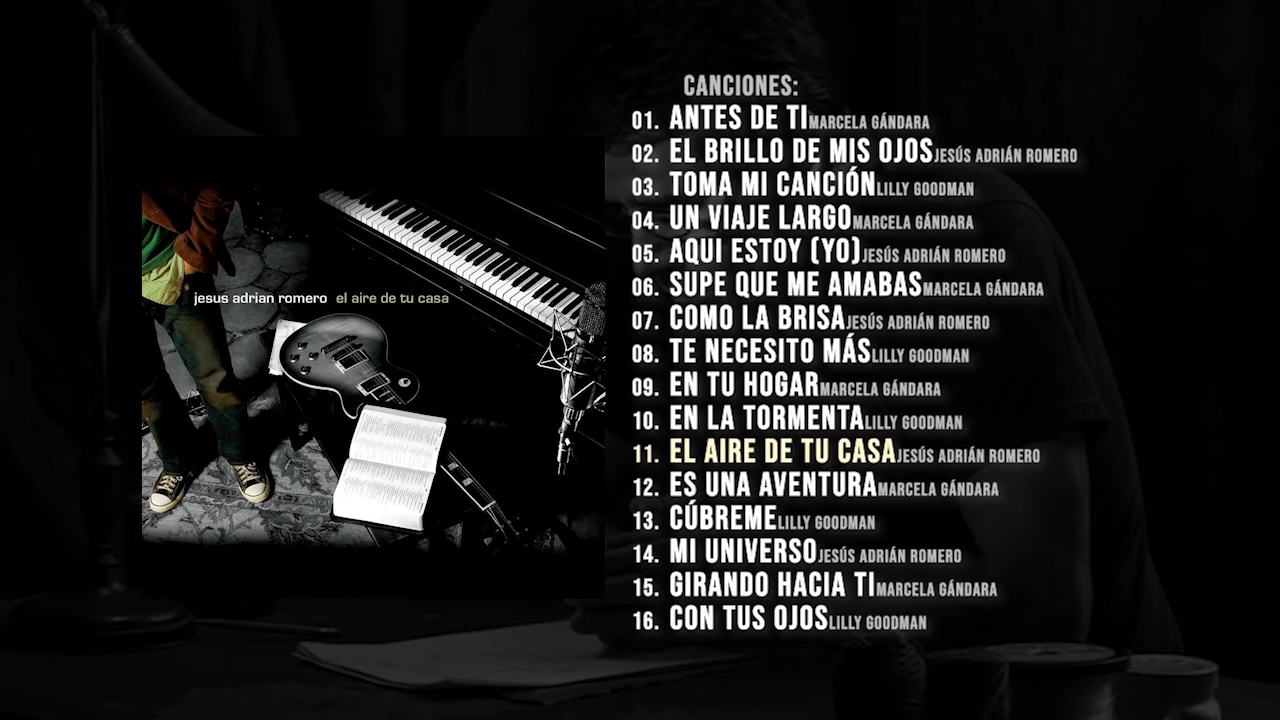 jesus adrian romero el aire de tu casa
CANCIONES:
01. ANTES DE TI MARCELA GÁNDARA
02. EL BRILLO DE MIS OJOS JESÚS ADRIÁN ROMERO
03. TOMA MI CANCIÓN LILLY GOODMAN
04. UN VIAJE LARGO MARCELA GÁNDARA
05. AQUI ESTOY (YO) JESÚS ADRIÁN ROMERO
06. SUPE QUE ME AMABAS MARCELA GÁNDARA
07. COMO LA BRISA JESÚS ADRIÁN ROMERO
08. TE NECESITO MÁS LILLY GOODMAN
09. EN TU HOGAR MARCELA GÁNDARA
10. EN LA TORMENTA LILLY GOODMAN
11. EL AIRE DE TU CASA JESÚS ADRIÁN ROMERO
12. ES UNA AVENTURA MARCELA GÁNDARA
13. CÚBREME LILLY GOODMAN
14. MI UNIVERSO JESÚS ADRIÁN ROMERO
15. GIRANDO HACIA TI MARCELA GÁNDARA
16. CON TUS OJOS LILLY GOODMAN